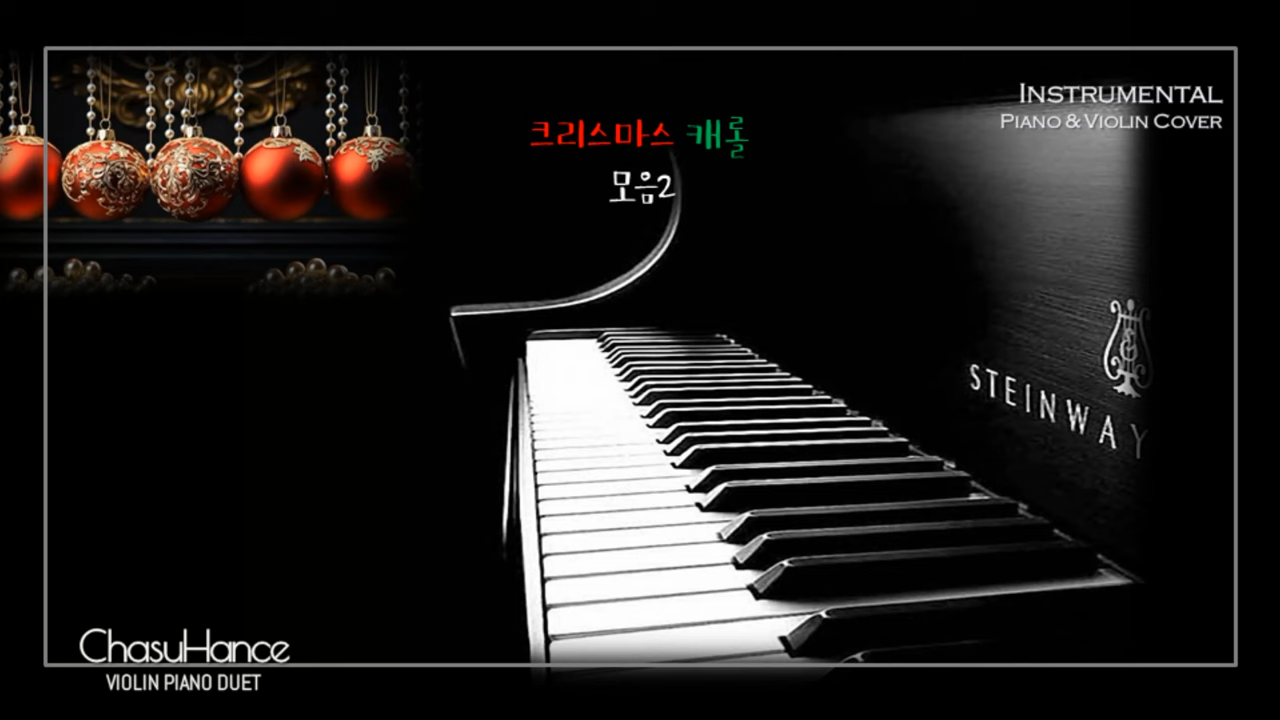 INSTRUMENTAL
PIANO & VIOLIN COVER
크리스마스 캐롤
모음2
STEINWAY
ChasuHance
VIOLIN PIANO DUET